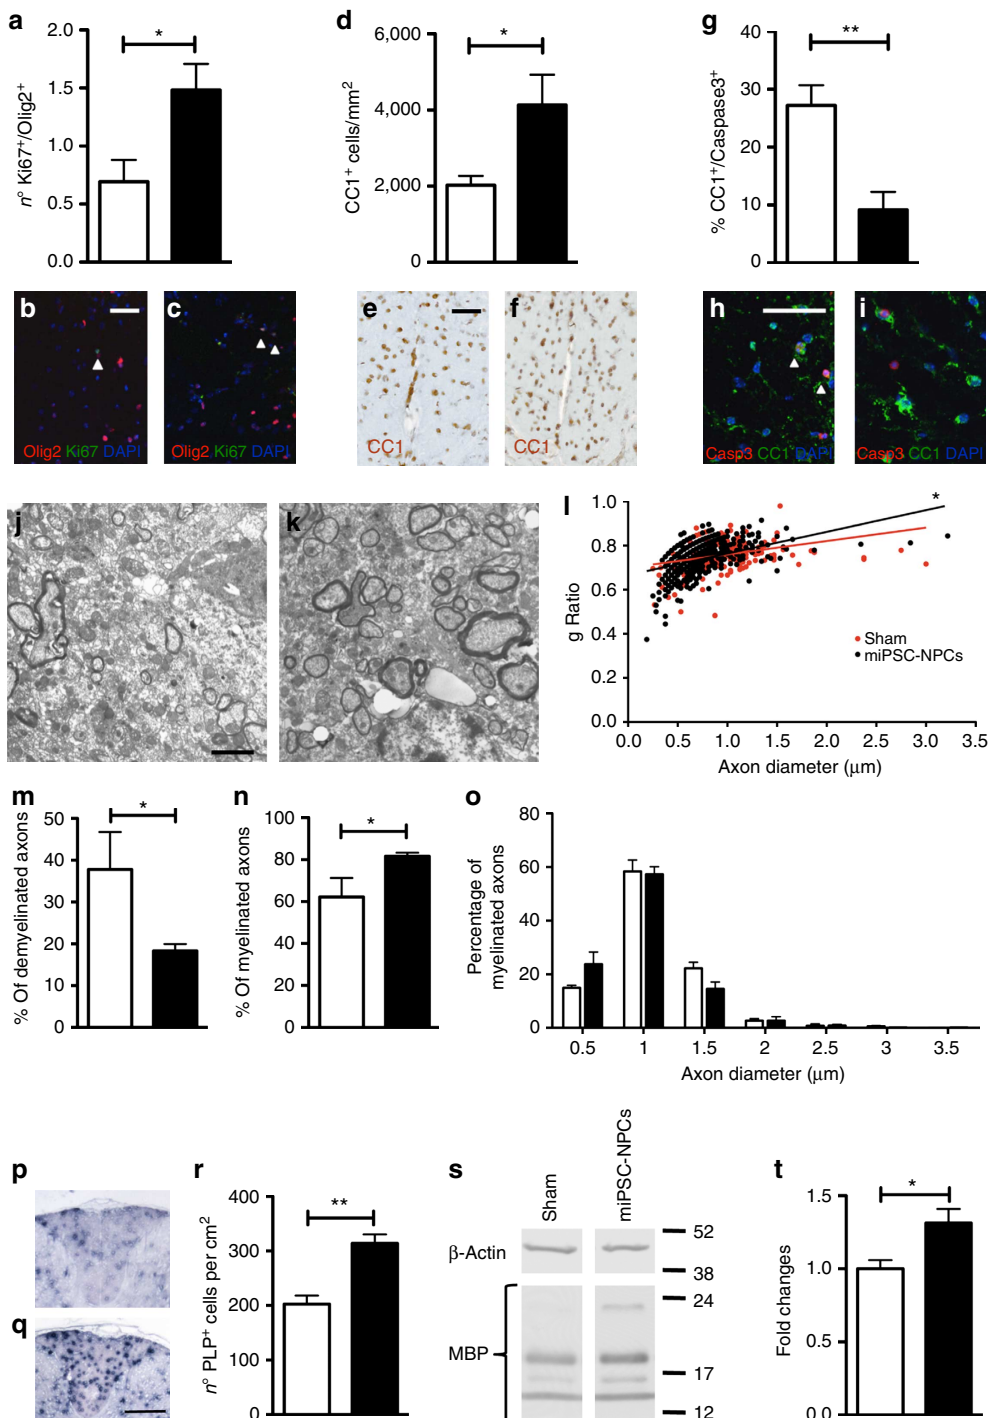 a
n° Ki67+/Olig2+
2.0
1.5
1.0
0.5
0.0
*
d
CC1+ cells/mm2
6,000
4,000
2,000
0
*
g
% CC1+/Caspase3+
40
30
20
10
0
**
b
Olig2 Ki67 DAPI
c
Olig2 Ki67 DAPI
e
CC1
f
CC1
h
Casp3 CC1 DAPI
i
Casp3 CC1 DAPI
j
k
l
g Ratio
1.0
0.8
0.6
0.4
0.2
0.0
*
Sham
miPSC-NPCs
0.0 0.5 1.0 1.5 2.0 2.5 3.0 3.5
Axon diameter (μm)
m
% Of demyelinated axons
50
40
30
20
10
0
*
n
% Of myelinated axons
100
80
60
40
20
0
*
o
Percentage of
myelinated axons
80
60
40
20
0
0.5 1 1.5 2 2.5 3 3.5
Axon diameter (μm)
p
q
r
n° PLP+ cells per cm2
400
300
200
100
0
**
s
Sham
miPSC-NPCs
β-Actin
MBP
52
38
24
17
12
t
Fold changes
1.5
1.0
0.5
0.0
*